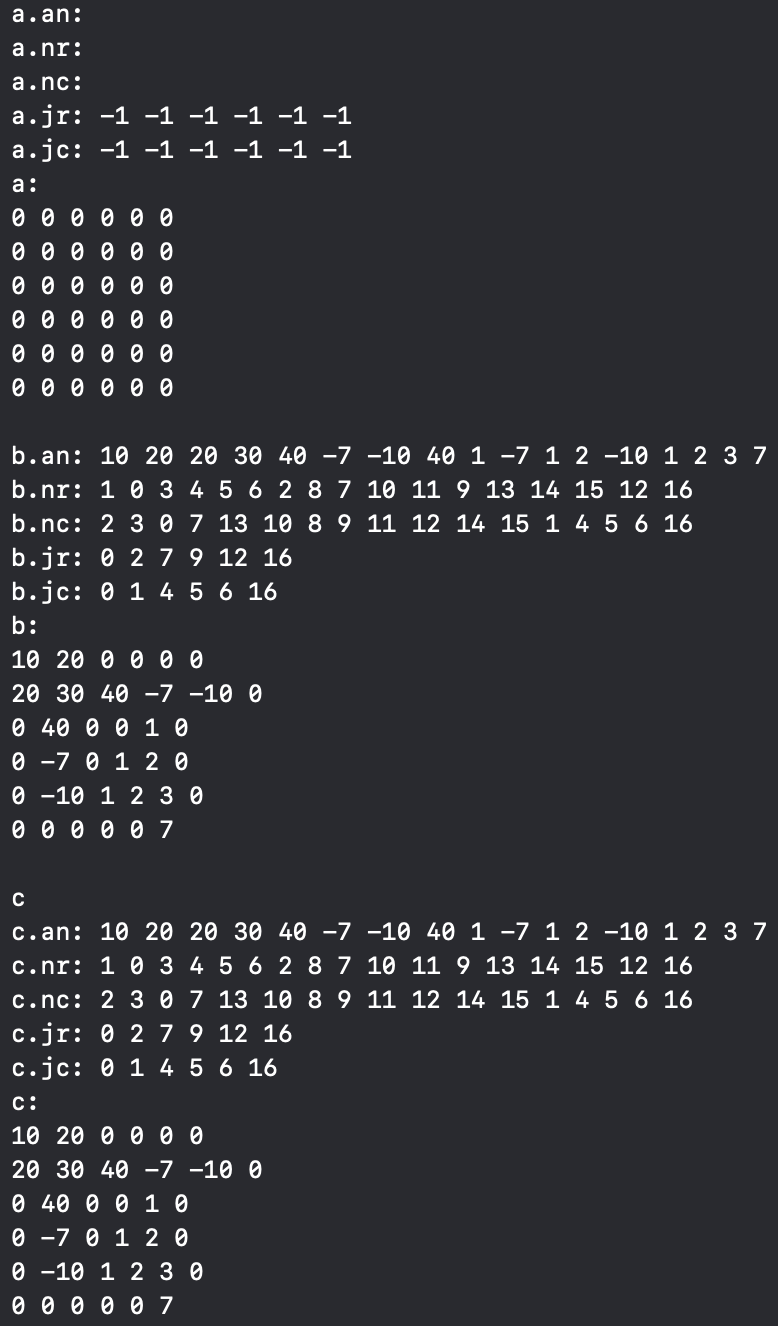 a.an:
a.nr:
a.nc:
a.jr: -1 -1 -1 -1 -1 -1
a.jc: -1 -1 -1 -1 -1 -1
a:
0 0 0 0 0 0
0 0 0 0 0 0
0 0 0 0 0 0
0 0 0 0 0 0
0 0 0 0 0 0
0 0 0 0 0 0
b.an: 10 20 20 30 40 -7 -10 40 1 -7 1 2 -10 1 2 3 7
b.nr: 1 0 3 4 5 6 2 8 7 10 11 9 13 14 15 12 16
b.nc: 2 3 0 7 13 10 8 9 11 12 14 15 1 4 5 6 16
b.jr: 0 2 7 9 12 16
b.jc: 0 1 4 5 6 16
b:
10 20 0 0 0 0
20 30 40 -7 -10 0
0 40 0 0 1 0
0 -7 0 1 2 0
0 -10 1 2 3 0
0 0 0 0 0 7
c
c.an: 10 20 20 30 40 -7 -10 40 1 -7 1 2 -10 1 2 3 7
c.nr: 1 0 3 4 5 6 2 8 7 10 11 9 13 14 15 12 16
c.nc: 2 3 0 7 13 10 8 9 11 12 14 15 1 4 5 6 16
c.jr: 0 2 7 9 12 16
c.jc: 0 1 4 5 6 16
c:
10 20 0 0 0 0
20 30 40 -7 -10 0
0 40 0 0 1 0
0 -7 0 1 2 0
0 -10 1 2 3 0
0 0 0 0 0 7